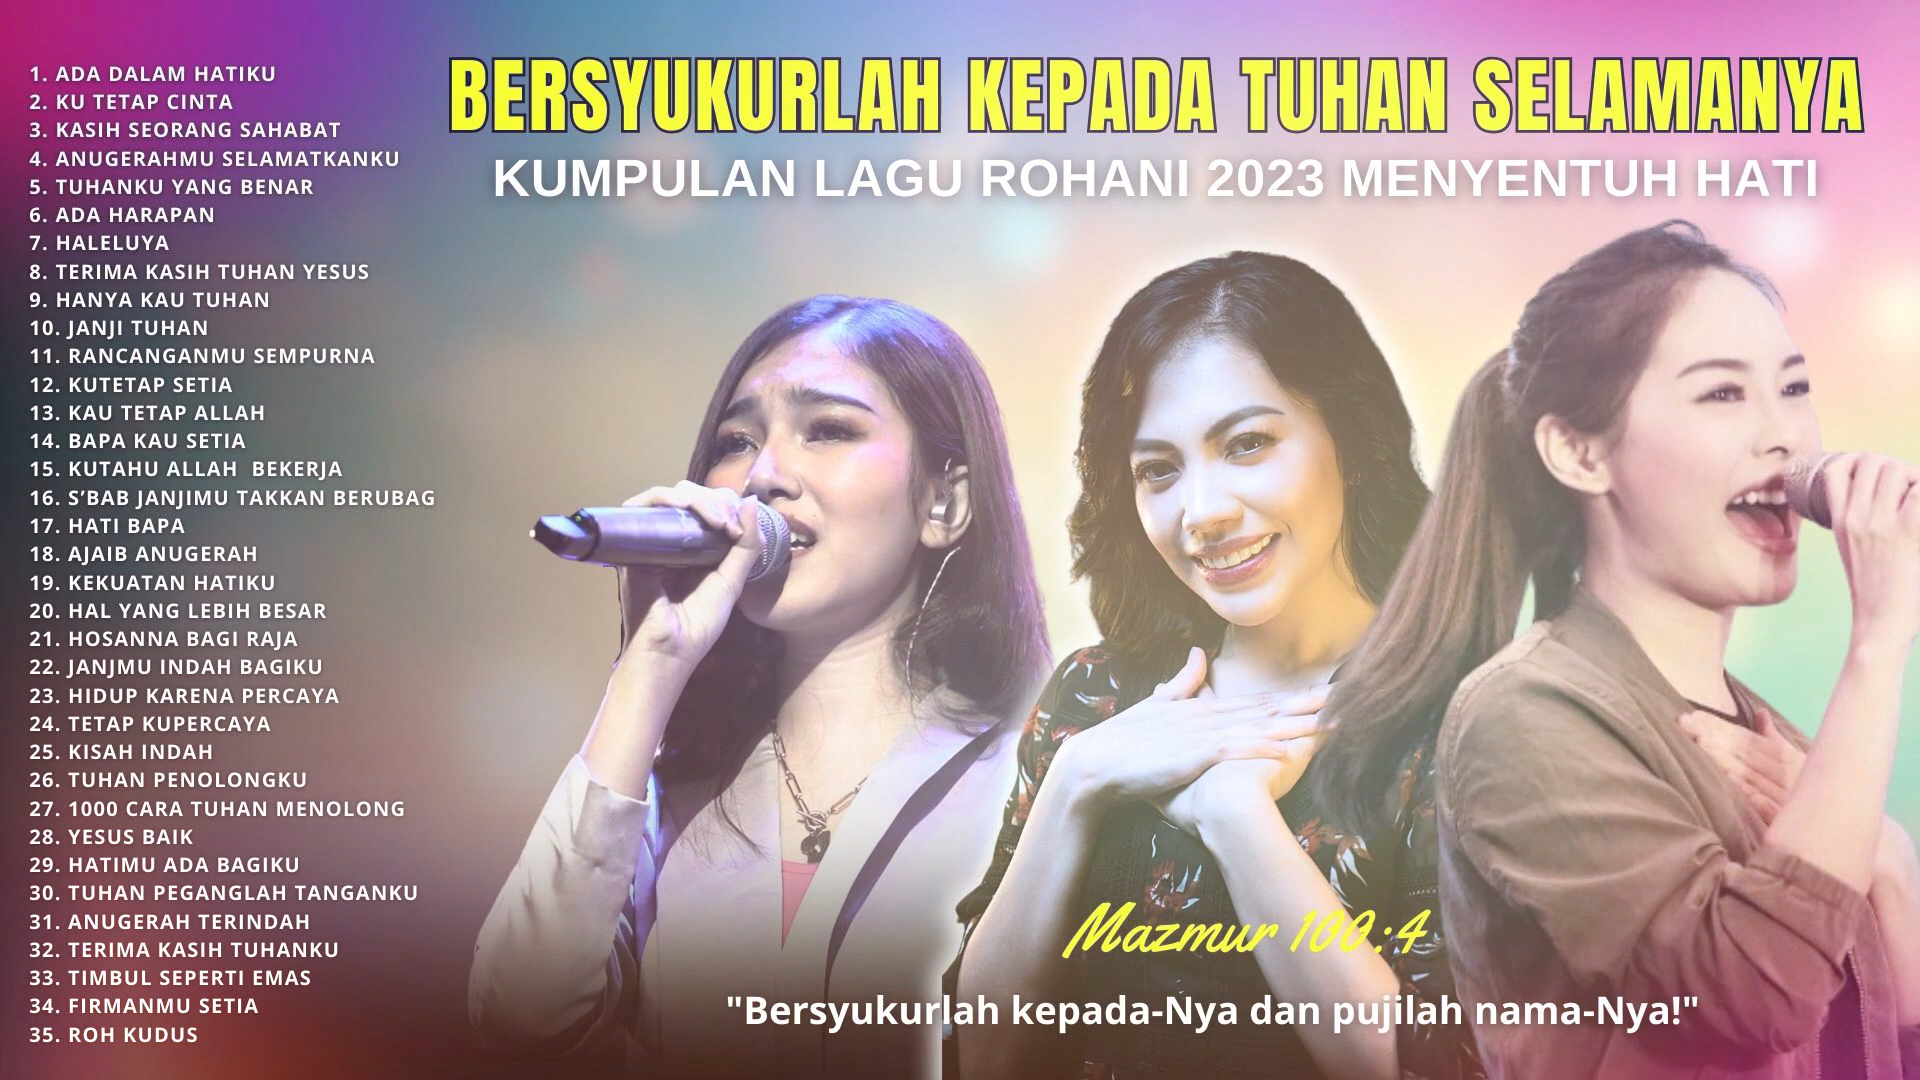 BERSYUKURLAH KEPADA TUHAN SELAMANYA
KUMPULAN LAGU ROHANI 2023 MENYENTUH HATI
1. ADA DALAM HATIKU
2. KU TETAP CINTA
3. KASIH SEORANG SAHABAT
4. ANUGERAHMU SELAMATKANKU
5. TUHANKU YANG BENAR
6. ADA HARAPAN
7. HALELUYA
8. TERIMA KASIH TUHAN YESUS
9. HANYA KAU TUHAN
10. JANJI TUHAN
11. RANCANGANMU SEMPURNA
12. KUTETAP SETIA
13. KAU TETAP ALLAH
14. BAPA KAU SETIA
15. KUTAHU ALLAH  BEKERJA
16. S’BAB JANJIMU TAKKAN BERUBAG
17. HATI BAPA
18. AJAIB ANUGERAH
19. KEKUATAN HATIKU
20. HAL YANG LEBIH BESAR
21. HOSANNA BAGI RAJA
22. JANJMU INDAH BAGIKU
23. HIDUP KARENA PERCAYA
24. TETAP KUPERCAYA
25. KISAH INDAH
26. TUHAN PENOLONGKU
27. 1000 CARA TUHAN MENOLONG
28. YESUS BAIK
29. HATIMU ADA BAGIKU
30. TUHAN PEGANGLAH TANGANKU
31. ANUGERAH TERINDAH
32. TERIMA KASIH TUHANKU
33. TIMBUL SEPERTI EMAS
34. FIRMANMU SETIA
35. ROH KUDUS
Mazmur 100:4
"Bersyukurlah kepada-Nya dan pujilah nama-Nya!"